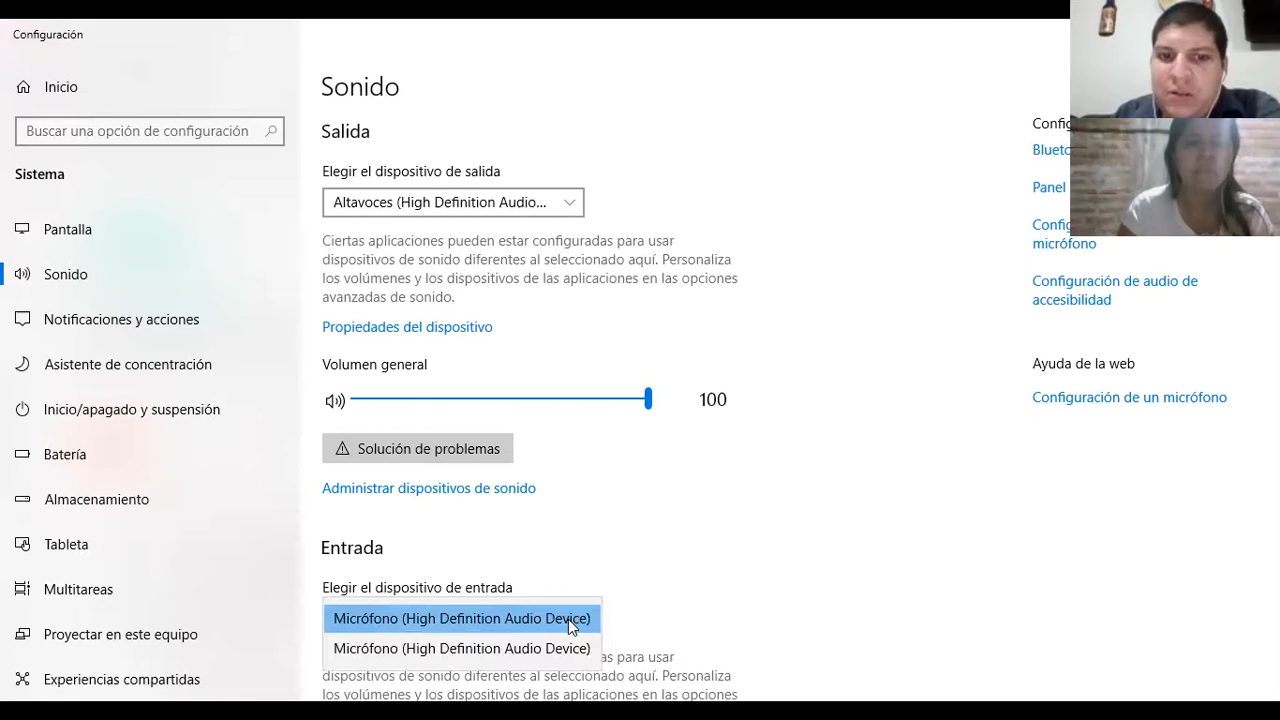 Configuración
Inicio
Buscar una opción de configuración
Sistema
Pantalla
Sonido
Notificaciones y acciones
Asistente de concentración
Inicio/apagado y suspensión
Batería
Almacenamiento
Tableta
Multitareas
Proyectar en este equipo
Experiencias compartidas
Sonido
Salida
Elegir el dispositivo de salida
Altavoces (High Definition Audio...
Ciertas aplicaciones pueden estar configuradas para usar
dispositivos de sonido diferentes al seleccionado aquí. Personaliza
los volúmenes y los dispositivos de las aplicaciones en las opciones
avanzadas de sonido.
Propiedades del dispositivo
Volumen general
100
Solución de problemas
Administrar dispositivos de sonido
Entrada
Elegir el dispositivo de entrada
Micrófono (High Definition Audio Device)
Micrófono (High Definition Audio Device)
as para usar
dispositivos de sonido diferentes al seleccionado aquí. Personaliza
los volúmenes y los dispositivos de las aplicaciones en las opciones
Panel
micrófono
Configuración de audio de
accesibilidad
Ayuda de la web
Configuración de un micrófono